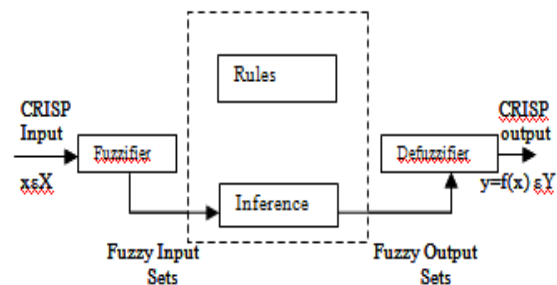 Rules
CRISP
Input
Fuzzifier
xεX
Inference
Fuzzy Input
Sets
CRISP
output
Defuzzifier
y=f(x) εY
Fuzzy Output
Sets